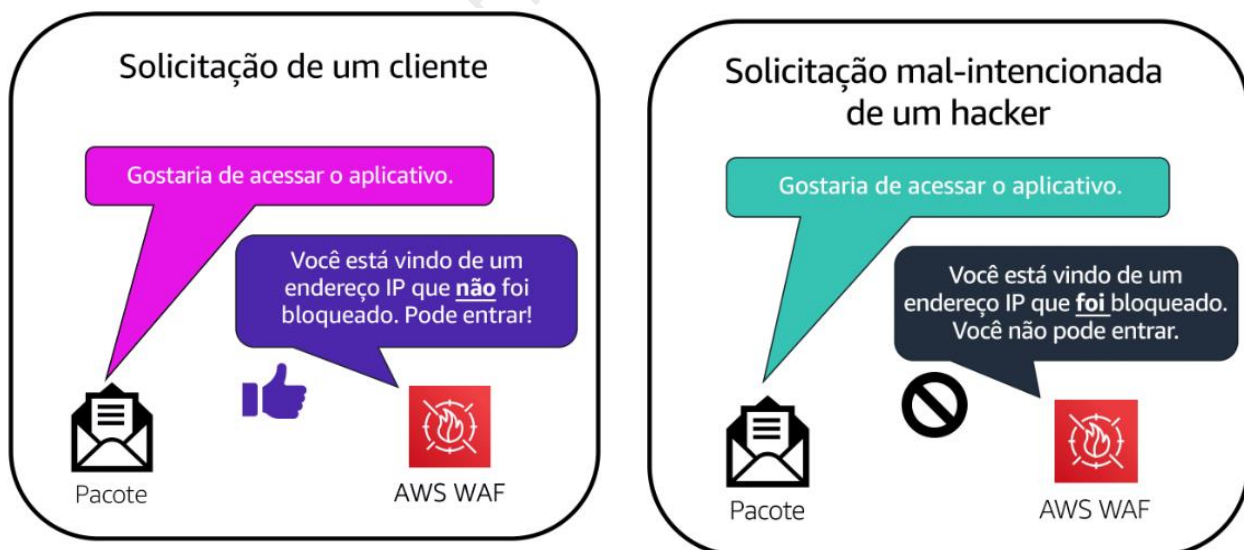 Solicitação de um cliente
Gostaria de acessar o aplicativo.
Você está vindo de um
endereço IP que não foi
bloqueado. Pode entrar!
Pacote
AWS WAF
Solicitação mal-intencionada
de um hacker
Gostaria de acessar o aplicativo.
Você está vindo de um
endereço IP que foi bloqueado.
Você não pode entrar.
Pacote
AWS WAF